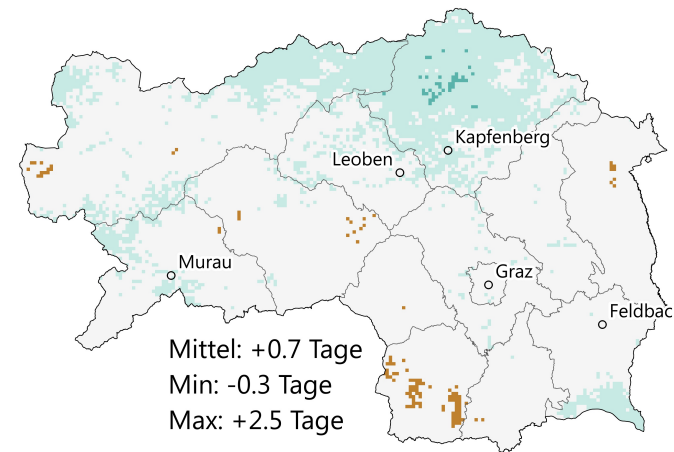 Kapfenberg
Leoben
Murau
Graz
Feldbac
Mittel: +0.7 Tage
Min: -0.3 Tage
Max: +2.5 Tage